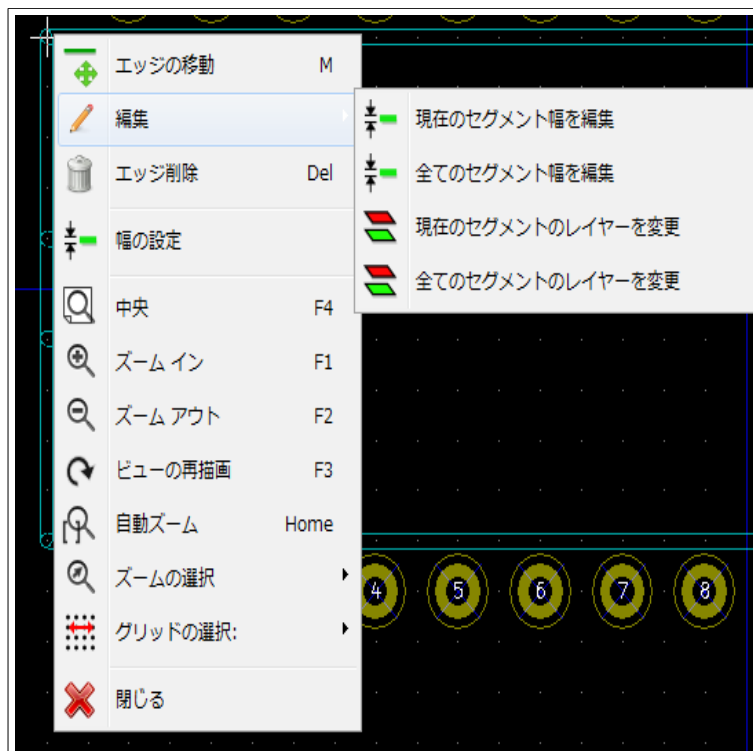 エッジの移動 M
編集
エッジ削除 Del
幅の設定
中央 F4
ズーム イン F1
ズーム アウト F2
ビューの再描画 F3
自動ズーム Home
ズームの選択
グリッドの選択:
閉じる
現在のセグメント幅を編集
全てのセグメント幅を編集
現在のセグメントのレイヤーを変更
全てのセグメントのレイヤーを変更
4 5 6 7 8